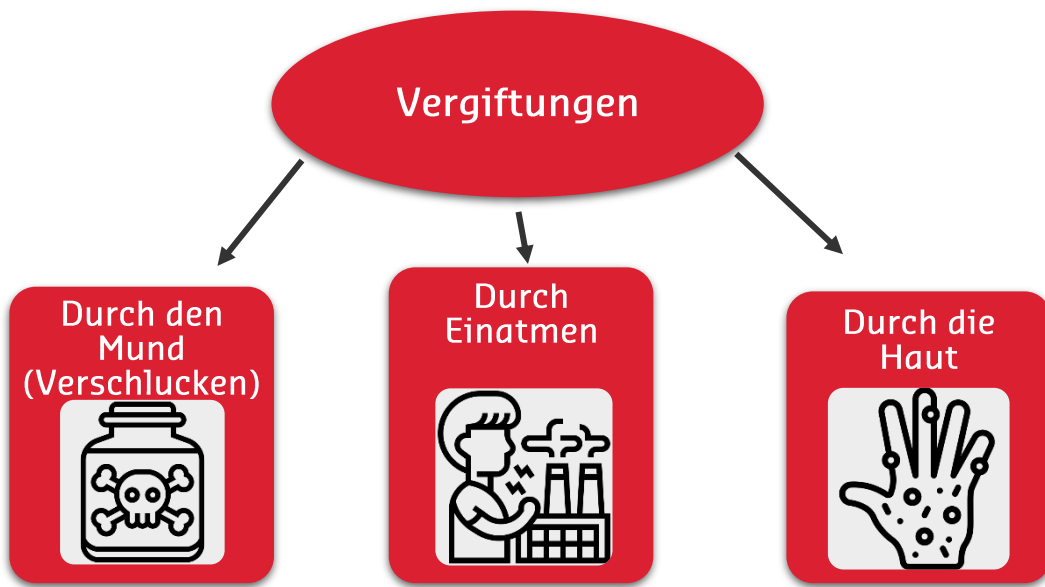 Vergiftungen
Durch den
Mund
(Verschlucken)
Durch
Einatmen
Durch die
Haut